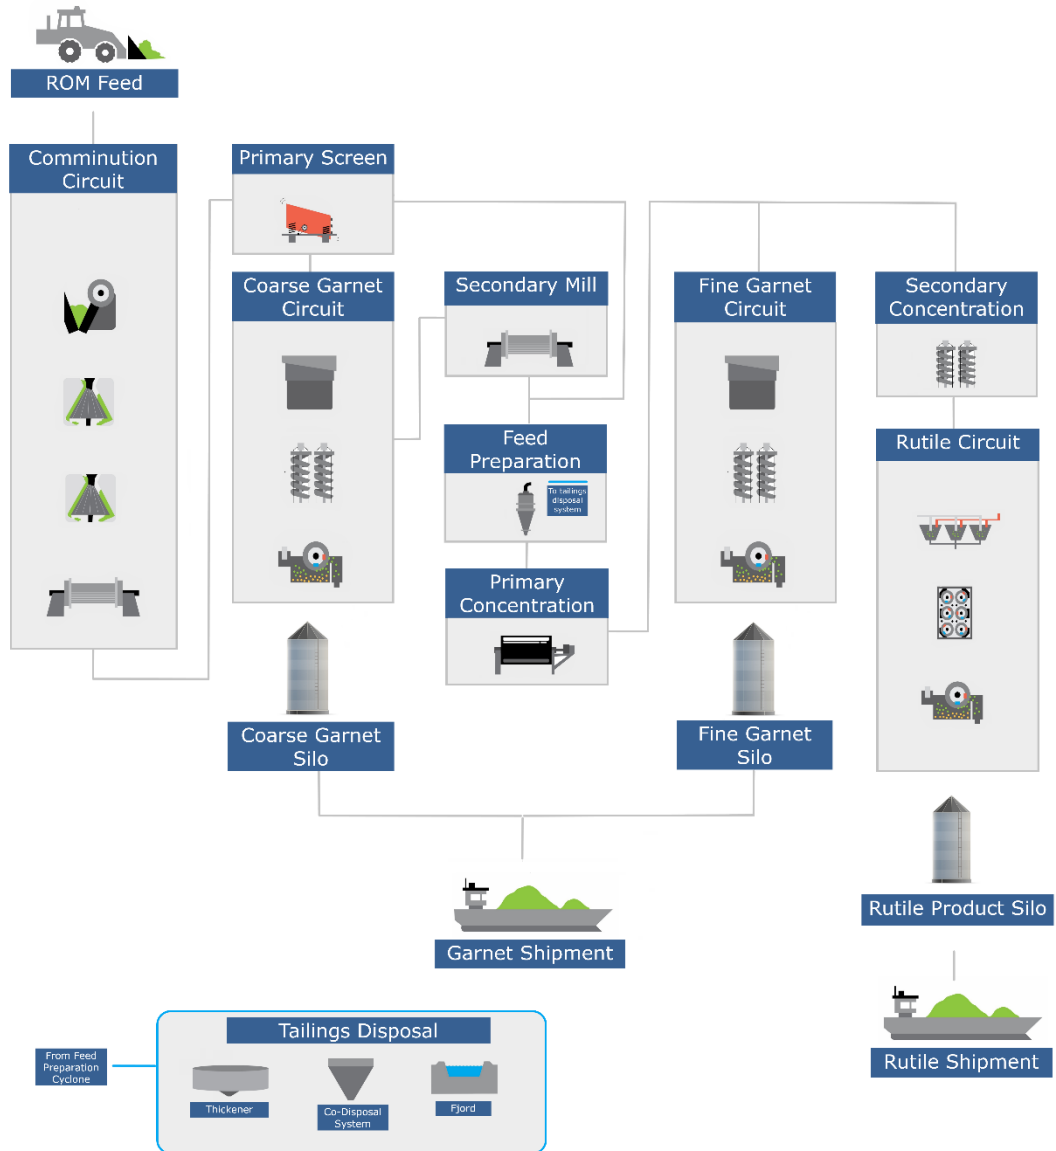 ROM Feed
Comminution
Circuit
Primary Screen
Coarse Garnet
Circuit
Secondary Mill
Fine Garnet
Circuit
Secondary
Concentration
Feed
Preparation
To tailings
disposal
system
Rutile Circuit
Primary
Concentration
Coarse Garnet
Silo
Fine Garnet
Silo
Rutile Product Silo
Garnet Shipment
Rutile Shipment
Tailings Disposal
From Feed
Preparation
Cyclone
Thickener
Co-Disposal
System
Fjord